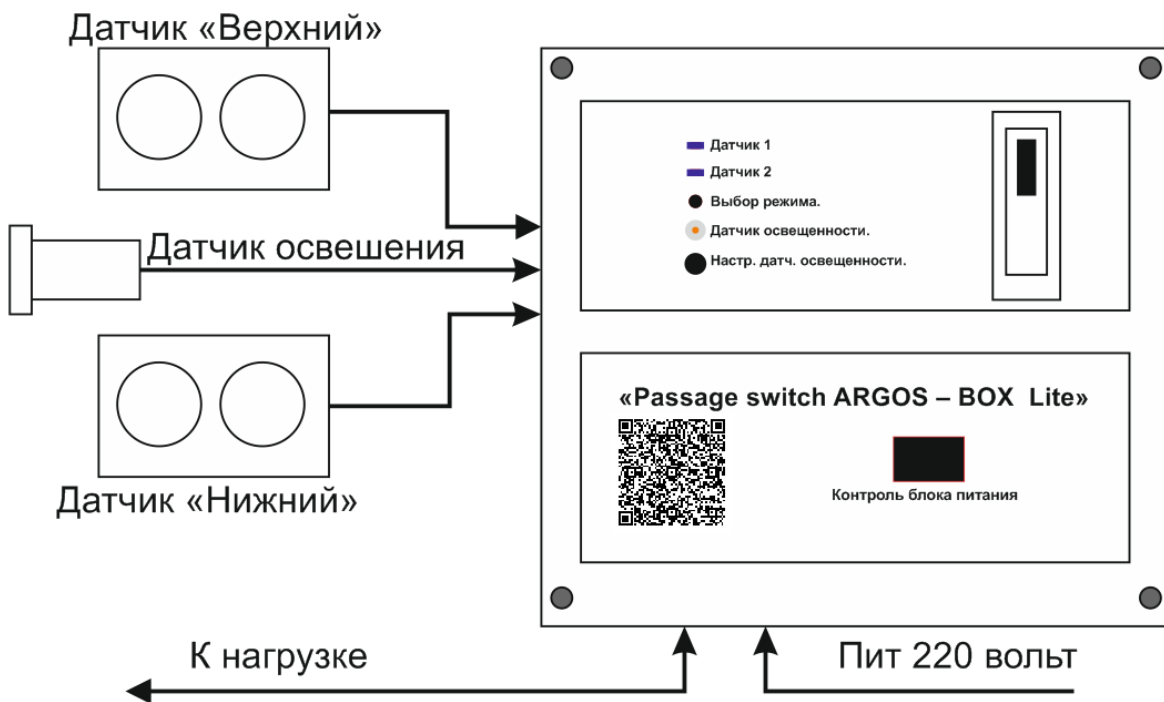 Датчик «Верхний»
Датчик освешения
Датчик «Нижний»
Датчик 1
Датчик 2
Выбор режима.
Датчик освещенности.
Настр. датч. освещенности.
«Passage switch ARGOS – BOX Lite»
Контроль блока питания
К нагрузке
Пит 220 вольт